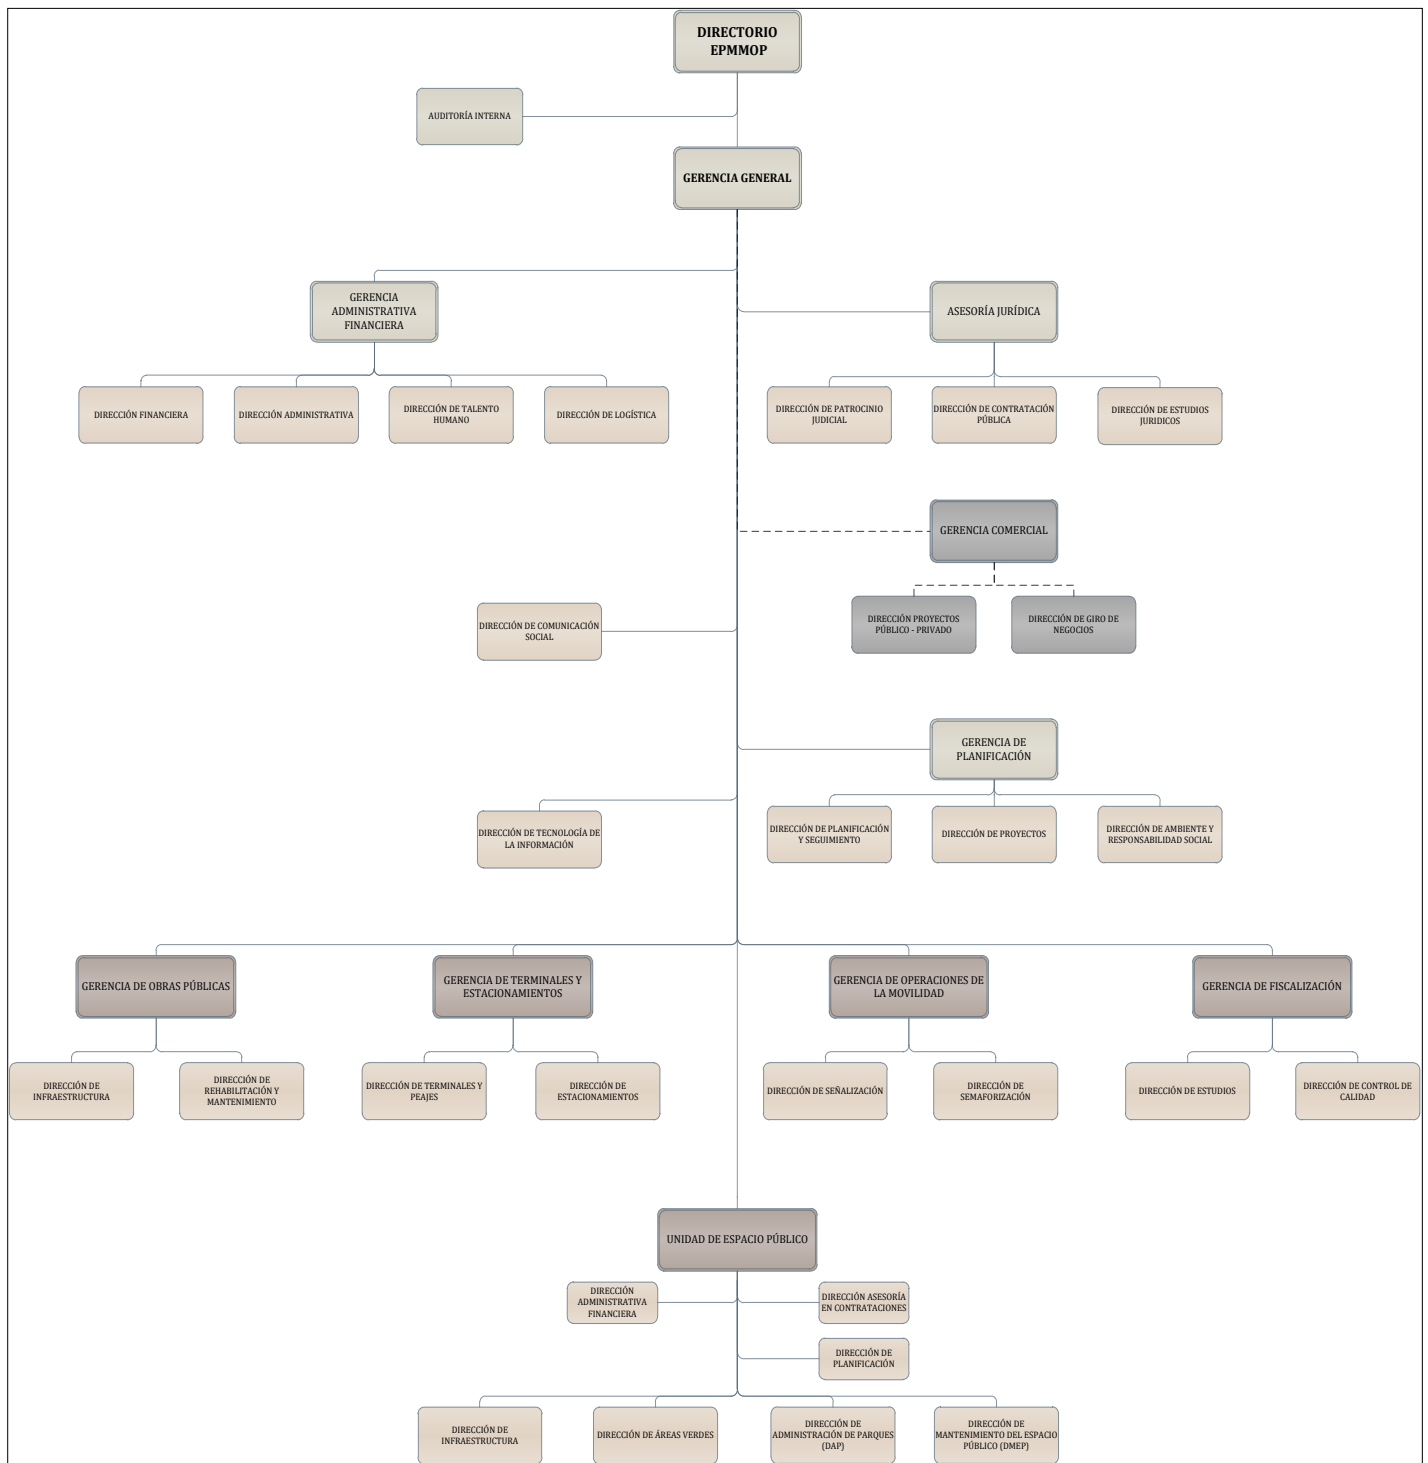 DIRECTORIO
EPMMOP
AUDITORÍA INTERNA
GERENCIA GENERAL
GERENCIA
ADMINISTRATIVA
FINANCIERA
ASESORÍA JURÍDICA
DIRECCIÓN FINANCIERA
DIRECCIÓN ADMINISTRATIVA
DIRECCIÓN DE TALENTO
HUMANO
DIRECCIÓN DE LOGÍSTICA
DIRECCIÓN DE PATROCINIO
JUDICIAL
DIRECCIÓN DE CONTRATACIÓN
PÚBLICA
DIRECCIÓN DE ESTUDIOS
JURIDICOS
GERENCIA COMERCIAL
DIRECCIÓN PROYECTOS
PÚBLICO - PRIVADO
DIRECCIÓN DE GIRO DE
NEGOCIOS
DIRECCIÓN DE COMUNICACIÓN
SOCIAL
GERENCIA DE
PLANIFICACIÓN
DIRECCIÓN DE TECNOLOGÍA DE
LA INFORMACIÓN
DIRECCIÓN DE PLANIFICACIÓN
Y SEGUIMIENTO
DIRECCIÓN DE PROYECTOS
DIRECCIÓN DE AMBIENTE Y
RESPONSABILIDAD SOCIAL
GERENCIA DE OBRAS PÚBLICAS
GERENCIA DE TERMINALES Y
ESTACIONAMIENTOS
GERENCIA DE OPERACIONES DE
LA MOVILIDAD
GERENCIA DE FISCALIZACIÓN
DIRECCIÓN DE
INFRAESTRUCTURA
DIRECCIÓN DE
REHABILITACIÓN Y
MANTENIMIENTO
DIRECCIÓN DE TERMINALES Y
PEAJES
DIRECCIÓN DE
ESTACIONAMIENTOS
DIRECCIÓN DE SEÑALIZACIÓN
DIRECCIÓN DE
SEMAFORIZACIÓN
DIRECCIÓN DE ESTUDIOS
DIRECCIÓN DE CONTROL DE
CALIDAD
UNIDAD DE ESPACIO PÚBLICO
DIRECCIÓN
ADMINISTRATIVA
FINANCIERA
DIRECCIÓN ASESORÍA
EN CONTRATACIONES
DIRECCIÓN DE
PLANIFICACIÓN
DIRECCIÓN DE
INFRAESTRUCTURA
DIRECCIÓN DE ÁREAS VERDES
DIRECCIÓN DE
ADMINISTRACIÓN DE PARQUES
(DAP)
DIRECCIÓN DE
MANTENIMIENTO DEL ESPACIO
PÚBLICO (DMEP)